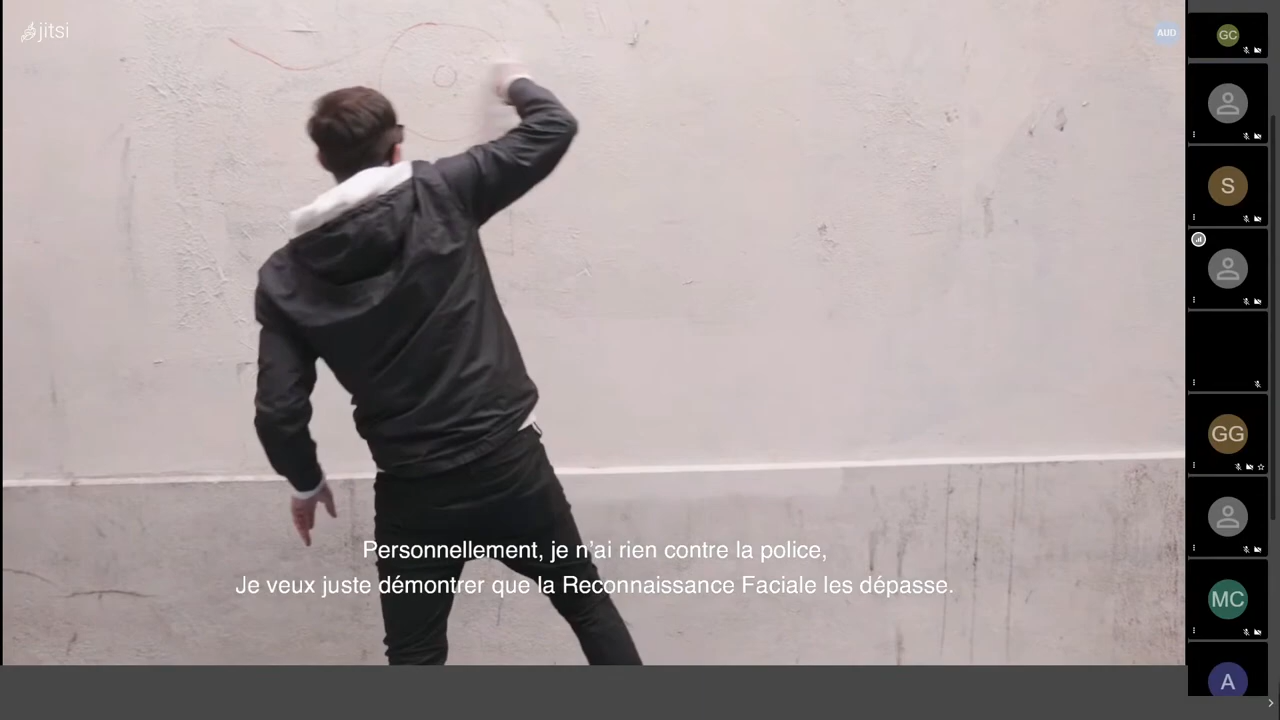 jitsi
AUD
GC
S
GG
MC
A
Personnellement, je n’ai rien contre la police,
Je veux juste démontrer que la Reconnaissance Faciale les dépasse.